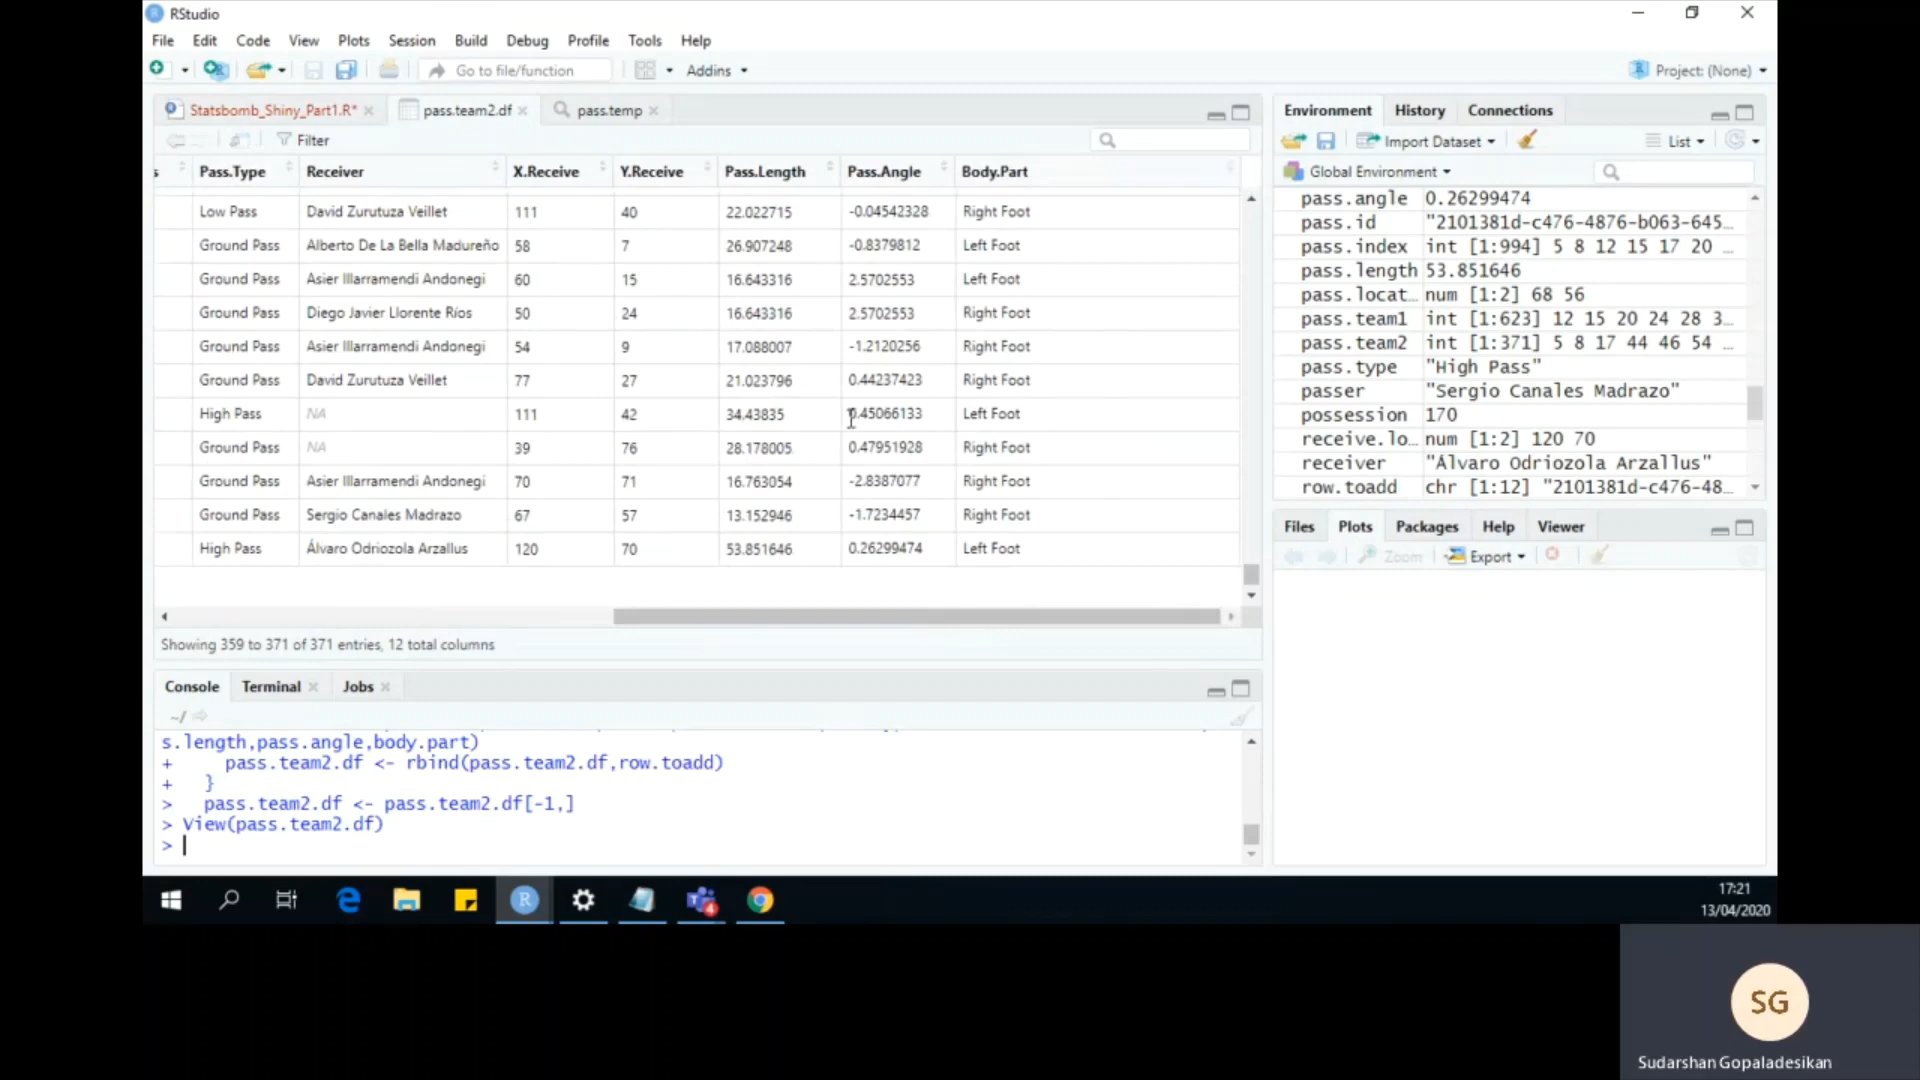 RStudio
File Edit Code View Plots Session Build Debug Profile Tools Help
Go to file/function Addins Project: (None)
Statsbomb_Shiny_Part1.R* pass.team2.df pass.temp
Filter
s Pass.Type Receiver X.Receive Y.Receive Pass.Length Pass.Angle Body.Part
Low Pass David Zurutuza Veillet 111 40 22.022715 -0.04542328 Right Foot
Ground Pass Alberto De La Bella Madureño 58 7 26.907248 -0.8379812 Left Foot
Ground Pass Asier Illarramendi Andonegi 60 15 16.643316 2.5702553 Left Foot
Ground Pass Diego Javier Llorente Ríos 50 24 16.643316 2.5702553 Right Foot
Ground Pass Asier Illarramendi Andonegi 54 9 17.088007 -1.2120256 Right Foot
Ground Pass David Zurutuza Veillet 77 27 21.023796 0.44237423 Right Foot
High Pass NA 111 42 34.43835 0.45066133 Left Foot
Ground Pass NA 39 76 28.178005 0.47951928 Right Foot
Ground Pass Asier Illarramendi Andonegi 70 71 16.763054 -2.8387077 Right Foot
Ground Pass Sergio Canales Madrazo 67 57 13.152946 -1.7234457 Right Foot
High Pass Álvaro Odriozola Arzallus 120 70 53.851646 0.26299474 Left Foot
Showing 359 to 371 of 371 entries, 12 total columns
Console Terminal Jobs
~/
s.length,pass.angle,body.part)
+ pass.team2.df <- rbind(pass.team2.df,row.toadd)
+ }
> pass.team2.df <- pass.team2.df[-1,]
> View(pass.team2.df)
>
Environment History Connections
Import Dataset List
Global Environment
pass.angle 0.26299474
pass.id "2101381d-c476-4876-b063-645…
pass.index int [1:994] 5 8 12 15 17 20 …
pass.length 53.851646
pass.locat… num [1:2] 68 56
pass.team1 int [1:623] 12 15 20 24 28 3…
pass.team2 int [1:371] 5 8 17 44 46 54 …
pass.type "High Pass"
passer "Sergio Canales Madrazo"
possession 170
receive.lo… num [1:2] 120 70
receiver "Álvaro Odriozola Arzallus"
row.toadd chr [1:12] "2101381d-c476-48…
Files Plots Packages Help Viewer
Zoom Export
R
4
17:21
13/04/2020
SG
Sudarshan Gopaladesikan